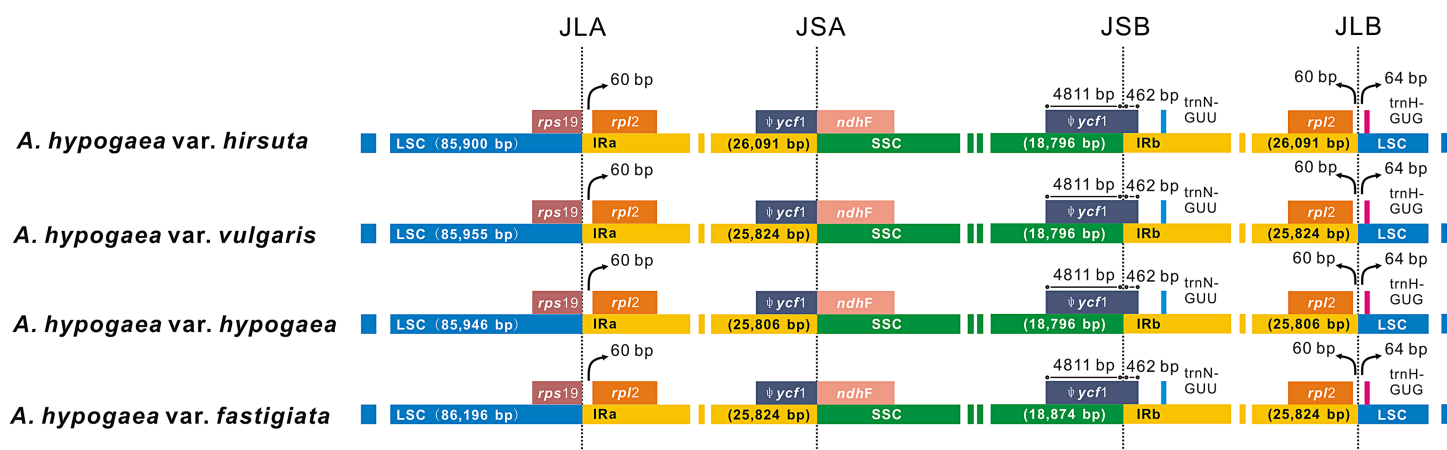 JLA JSA JSB JLB
60 bp 4811 bp 462 bp trnN-GUU 60 bp 64 bp trnH-GUG
rps19 rpl2 ψycf1 ndhF ψycf1 rpl2
A. hypogaea var. hirsuta LSC (85,900 bp) IRa (26,091 bp) SSC (18,796 bp) IRb (26,091 bp) LSC
60 bp 4811 bp 462 bp trnN-GUU 60 bp 64 bp trnH-GUG
rps19 rpl2 ψycf1 ndhF ψycf1 rpl2
A. hypogaea var. vulgaris LSC (85,955 bp) IRa (25,824 bp) SSC (18,796 bp) IRb (25,824 bp) LSC
60 bp 4811 bp 462 bp trnN-GUU 60 bp 64 bp trnH-GUG
rps19 rpl2 ψycf1 ndhF ψycf1 rpl2
A. hypogaea var. hypogaea LSC (85,946 bp) IRa (25,806 bp) SSC (18,796 bp) IRb (25,806 bp) LSC
60 bp 4811 bp 462 bp trnN-GUU 60 bp 64 bp trnH-GUG
rps19 rpl2 ψycf1 ndhF ψycf1 rpl2
A. hypogaea var. fastigiata LSC (86,196 bp) IRa (25,824 bp) SSC (18,874 bp) IRb (25,824 bp) LSC